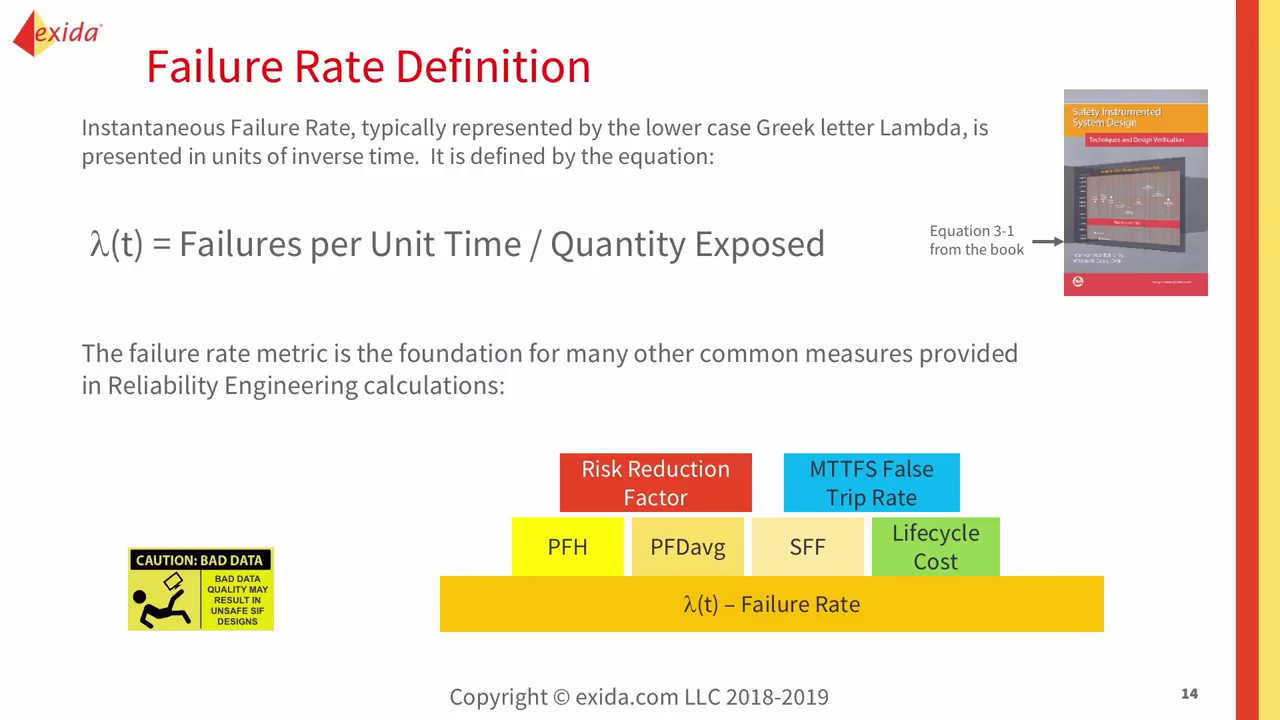 exida
Failure Rate Definition
Instantaneous Failure Rate, typically represented by the lower case Greek letter Lambda, is
presented in units of inverse time. It is defined by the equation:
Safety Instrumented
System Design
Techniques and Design Verification
λ(t) = Failures per Unit Time / Quantity Exposed
Equation 3-1
from the book
The failure rate metric is the foundation for many other common measures provided
in Reliability Engineering calculations:
Risk Reduction
Factor
MTTFS False
Trip Rate
PFH
PFDavg
SFF
Lifecycle
Cost
λ(t) – Failure Rate
CAUTION: BAD DATA
BAD DATA
QUALITY MAY
RESULT IN
UNSAFE SIF
DESIGNS
Copyright © exida.com LLC 2018-2019
14